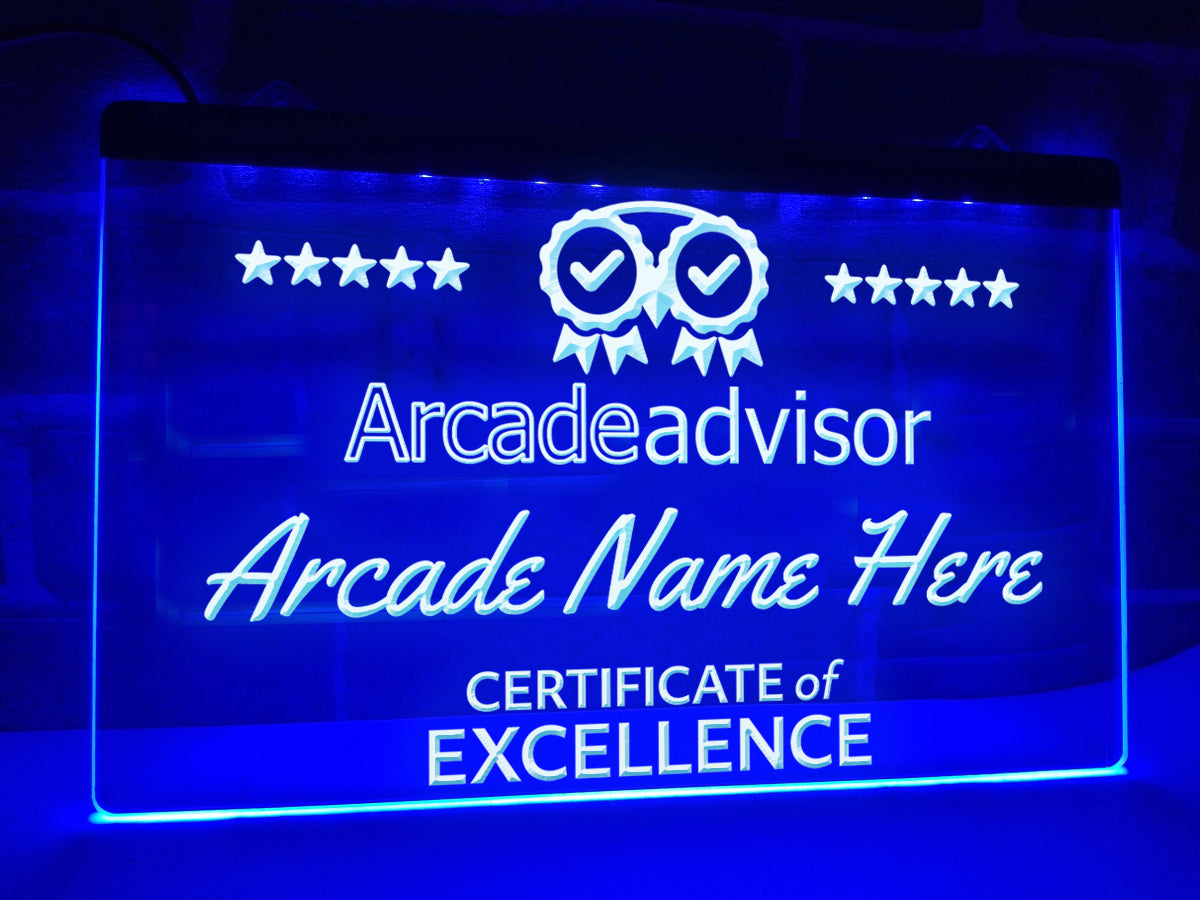 Arcadeadvisor
Arcade Name Here
CERTIFICATE of
EXCELLENCE